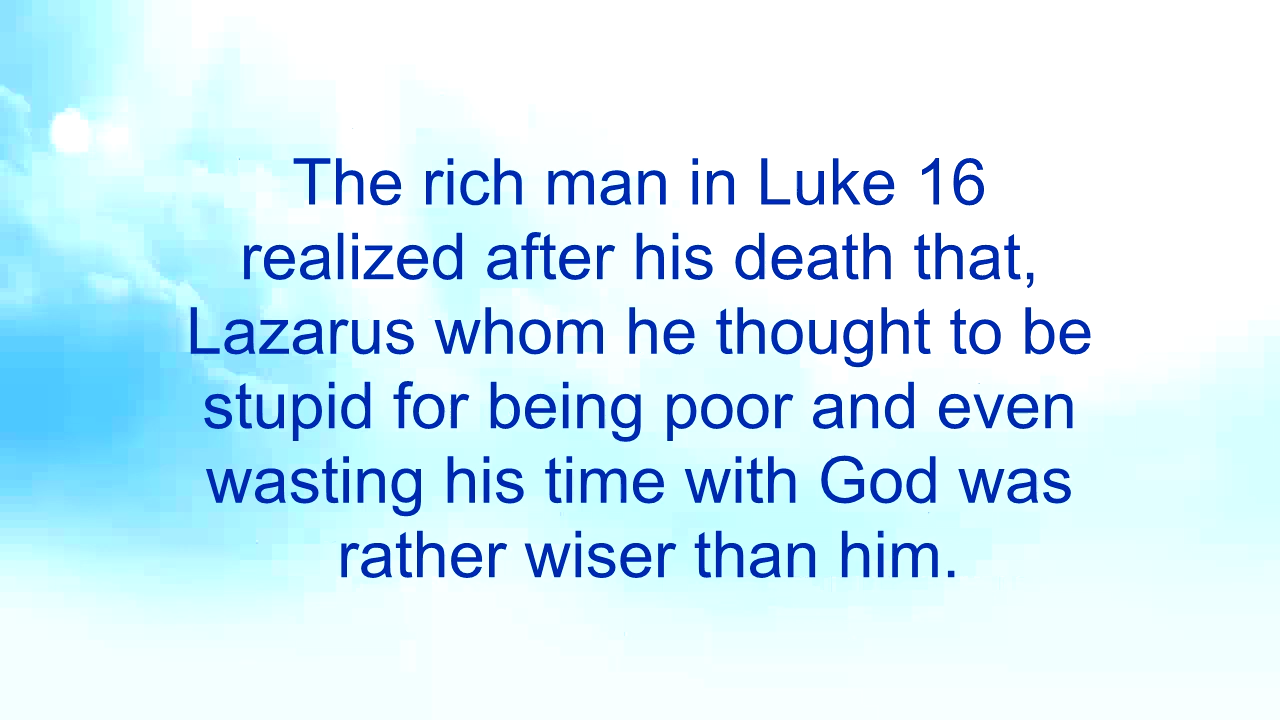 The rich man in Luke 16
realized after his death that,
Lazarus whom he thought to be
stupid for being poor and even
wasting his time with God was
rather wiser than him.